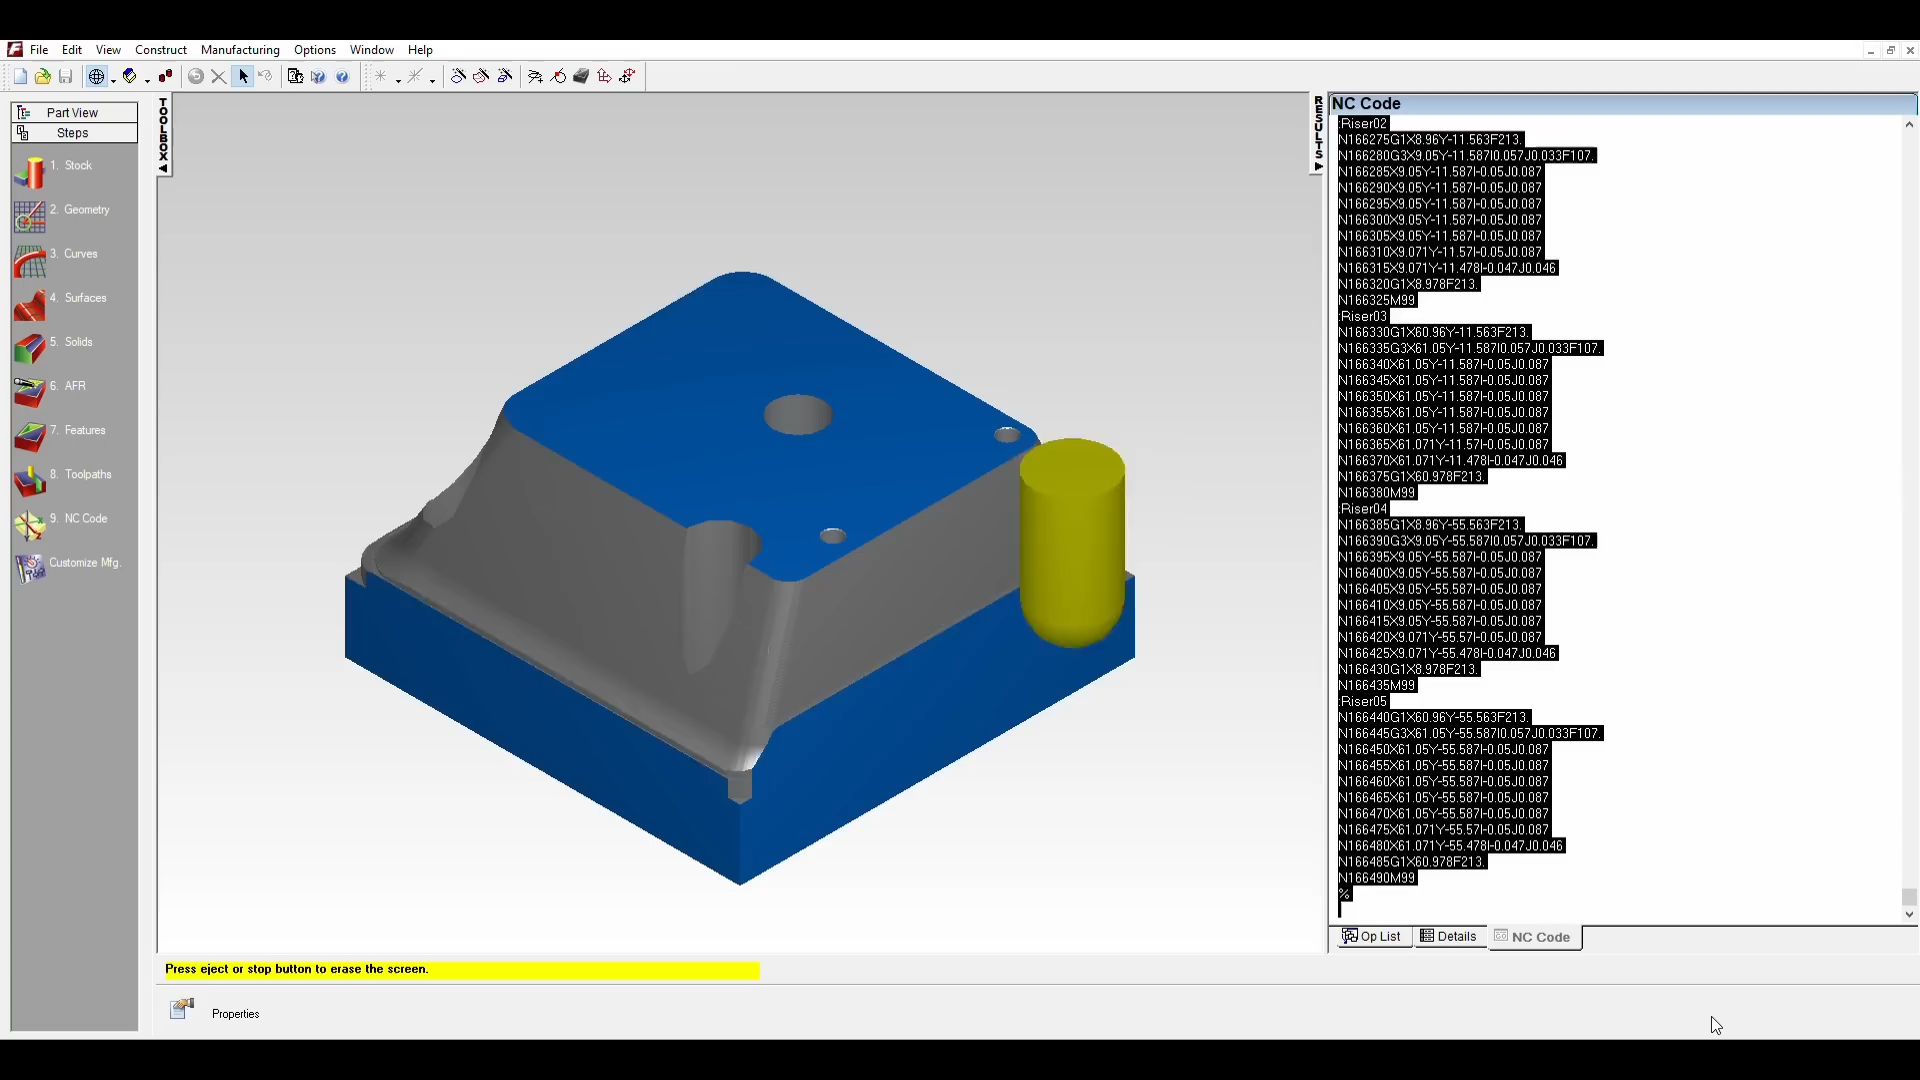 File Edit View Construct Manufacturing Options Window Help
Part View
Steps
1. Stock
2. Geometry
3. Curves
4. Surfaces
5. Solids
6. AFR
7. Features
8. Toolpaths
9. NC Code
Customize Mfg.
TOOLBOX
RESULTS
NC Code
:Riser02
N166275G1X8.96Y-11.563F213.
N166280G3X9.05Y-11.587I0.057J0.033F107.
N166285X9.05Y-11.587I-0.05J0.087
N166290X9.05Y-11.587I-0.05J0.087
N166295X9.05Y-11.587I-0.05J0.087
N166300X9.05Y-11.587I-0.05J0.087
N166305X9.05Y-11.587I-0.05J0.087
N166310X9.071Y-11.57I-0.05J0.087
N166315X9.071Y-11.478I-0.047J0.046
N166320G1X8.978F213.
N166325M99
:Riser03
N166330G1X60.96Y-11.563F213.
N166335G3X61.05Y-11.587I0.057J0.033F107.
N166340X61.05Y-11.587I-0.05J0.087
N166345X61.05Y-11.587I-0.05J0.087
N166350X61.05Y-11.587I-0.05J0.087
N166355X61.05Y-11.587I-0.05J0.087
N166360X61.05Y-11.587I-0.05J0.087
N166365X61.071Y-11.57I-0.05J0.087
N166370X61.071Y-11.478I-0.047J0.046
N166375G1X60.978F213.
N166380M99
:Riser04
N166385G1X8.96Y-55.563F213.
N166390G3X9.05Y-55.587I0.057J0.033F107.
N166395X9.05Y-55.587I-0.05J0.087
N166400X9.05Y-55.587I-0.05J0.087
N166405X9.05Y-55.587I-0.05J0.087
N166410X9.05Y-55.587I-0.05J0.087
N166415X9.05Y-55.587I-0.05J0.087
N166420X9.071Y-55.57I-0.05J0.087
N166425X9.071Y-55.478I-0.047J0.046
N166430G1X8.978F213.
N166435M99
:Riser05
N166440G1X60.96Y-55.563F213.
N166445G3X61.05Y-55.587I0.057J0.033F107.
N166450X61.05Y-55.587I-0.05J0.087
N166455X61.05Y-55.587I-0.05J0.087
N166460X61.05Y-55.587I-0.05J0.087
N166465X61.05Y-55.587I-0.05J0.087
N166470X61.05Y-55.587I-0.05J0.087
N166475X61.071Y-55.57I-0.05J0.087
N166480X61.071Y-55.478I-0.047J0.046
N166485G1X60.978F213.
N166490M99
%
Op List Details NC Code
Press eject or stop button to erase the screen.
Properties